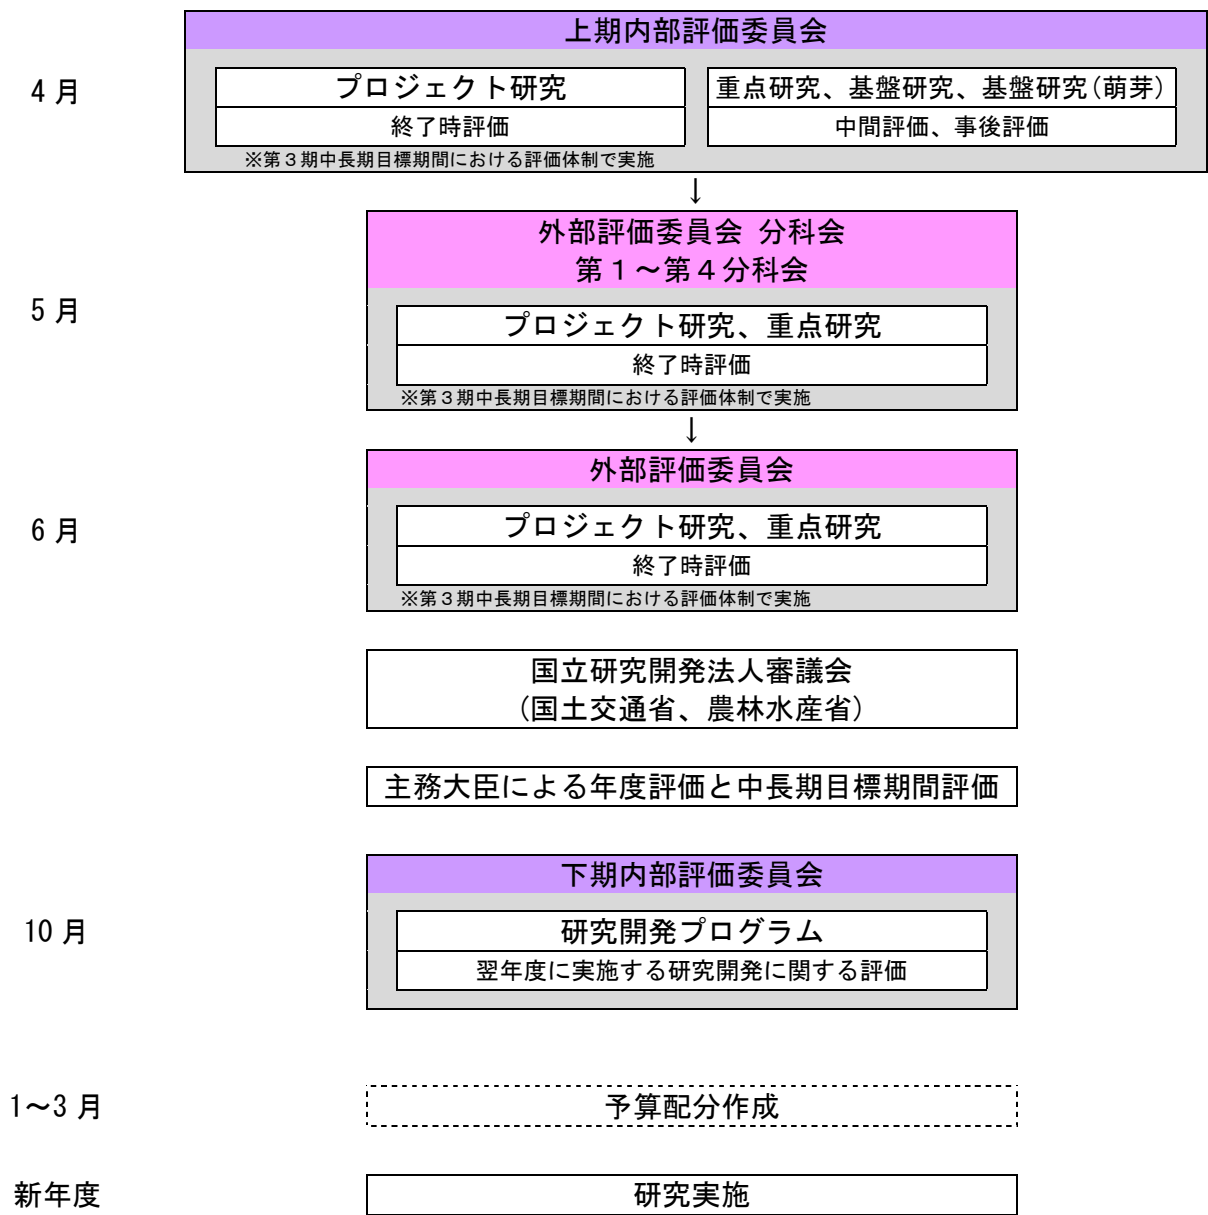 上期内部評価委員会
4 月
プロジェクト研究
重点研究、基盤研究、基盤研究(萌芽)
終了時評価
中間評価、事後評価
※第３期中長期目標期間における評価体制で実施
↓
外部評価委員会 分科会
第１～第４分科会
5 月
プロジェクト研究、重点研究
終了時評価
※第３期中長期目標期間における評価体制で実施
↓
外部評価委員会
6 月
プロジェクト研究、重点研究
終了時評価
※第３期中長期目標期間における評価体制で実施
国立研究開発法人審議会
(国土交通省、農林水産省)
主務大臣による年度評価と中長期目標期間評価
下期内部評価委員会
10 月
研究開発プログラム
翌年度に実施する研究開発に関する評価
1～3 月
予算配分作成
新年度
研究実施